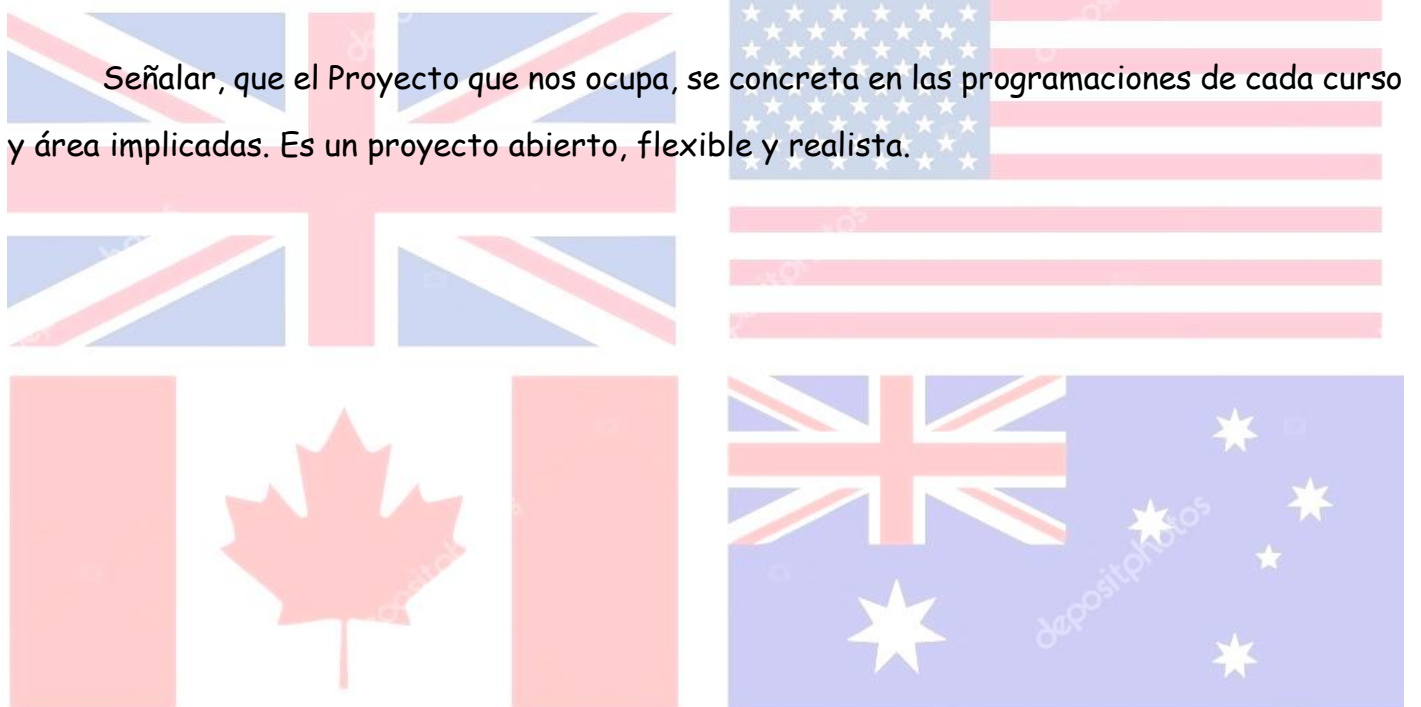 Señalar, que el Proyecto que nos ocupa, se concreta en las programaciones de cada curso
y área implicadas. Es un proyecto abierto, flexible y realista.
depositphotos